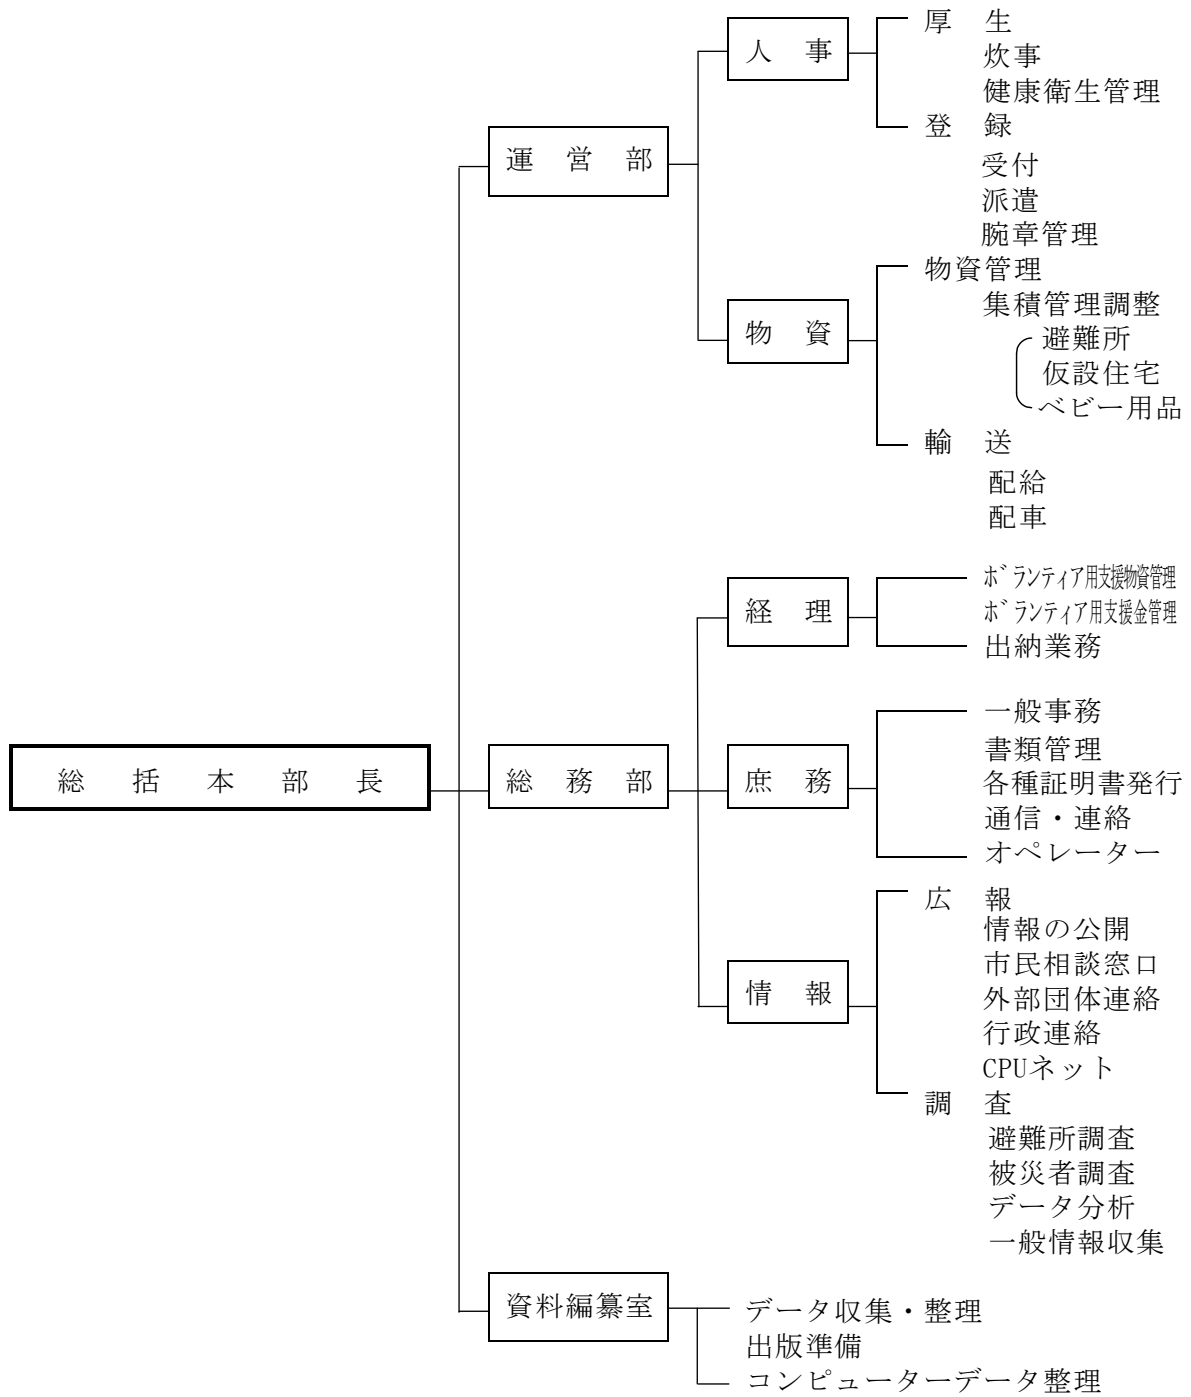 総括本部長
運営部
人事
厚生
炊事
健康衛生管理
登録
受付
派遣
腕章管理
物資
物資管理
集積管理調整
避難所
仮設住宅
ベビー用品
輸送
配給
配車
総務部
経理
ボランティア用支援物資管理
ボランティア用支援金管理
出納業務
庶務
一般事務
書類管理
各種証明書発行
通信・連絡
オペレーター
情報
広報
情報の公開
市民相談窓口
外部団体連絡
行政連絡
CPUネット
調査
避難所調査
被災者調査
データ分析
一般情報収集
資料編纂室
データ収集・整理
出版準備
コンピューターデータ整理